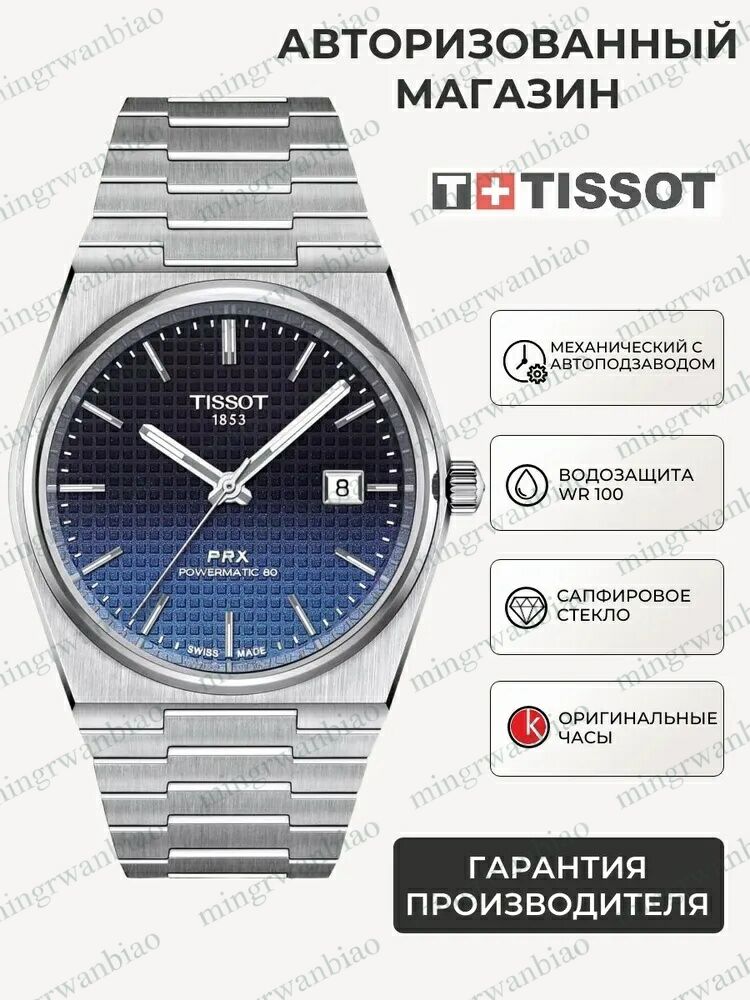 АВТОРИЗОВАННЫЙ
МАГАЗИН
T+TISSOT
МЕХАНИЧЕСКИЙ С
АВТОПОДЗАВОДОМ
TISSOT
1853
8
ВОДОЗАЩИТА
WR 100
PRX
POWERMATIC 80
САПФИРОВОЕ
СТЕКЛО
SWISS MADE
k
ОРИГИНАЛЬНЫЕ
ЧАСЫ
ГАРАНТИЯ
ПРОИЗВОДИТЕЛЯ
mingrwanbiao